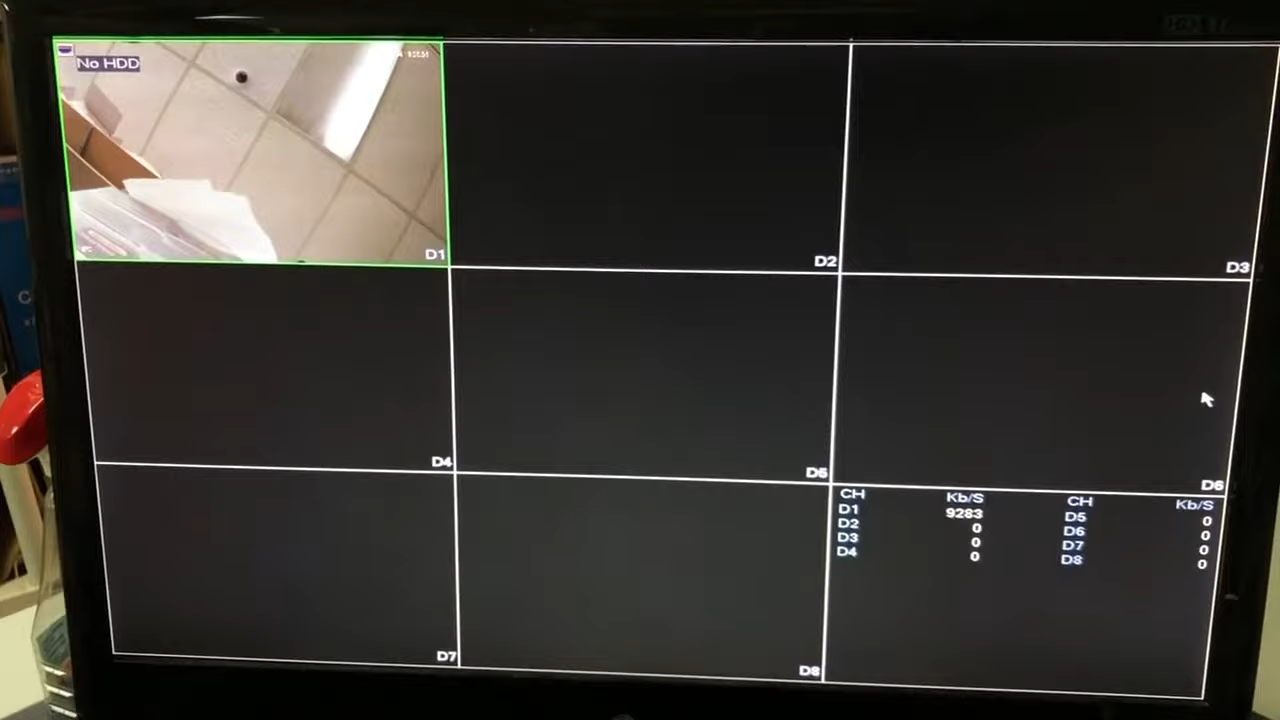 No HDD
D1
D2
D3
D4
D5
D6
D7
D8
CH Kb/S CH Kb/S
D1 9283 D5 0
D2 0 D6 0
D3 0 D7 0
D4 0 D8 0